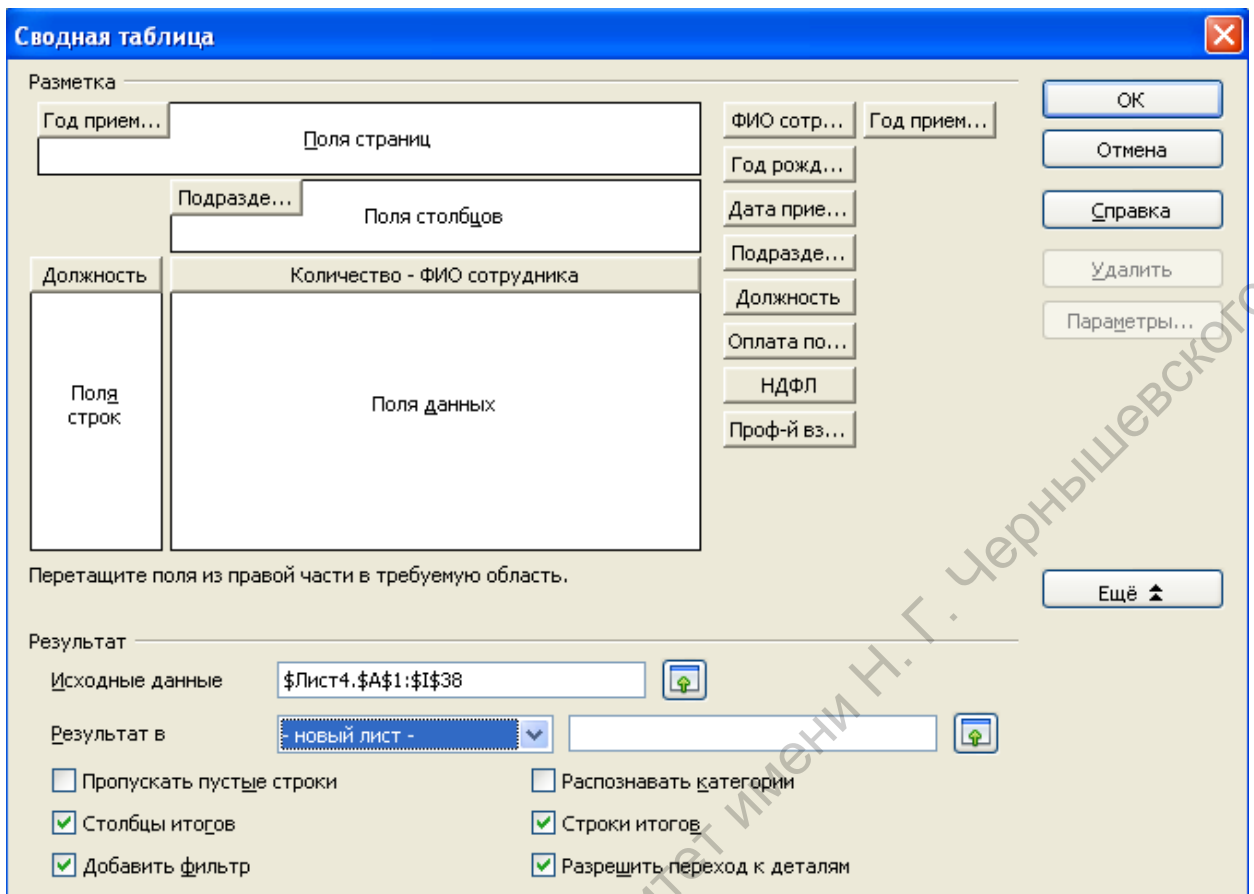 Сводная таблица
Разметка
Год прием...
Поля страниц
Подразде...
Поля столбцов
Должность
Количество - ФИО сотрудника
Поля строк
Поля данных
ФИО сотр...
Год прием...
Год рожд...
Дата прие...
Подразде...
Должность
Оплата по...
НДФЛ
Проф-й вз...
ОК
Отмена
Справка
Удалить
Параметры...
Перетащите поля из правой части в требуемую область.
Ещё
Результат
Исходные данные
$Лист4.$A$1:$I$38
Результат в
- новый лист -
Пропускать пустые строки
Распознавать категории
Столбцы итогов
Строки итогов
Добавить фильтр
Разрешить переход к деталям
имени Н. Г. Чернышевского